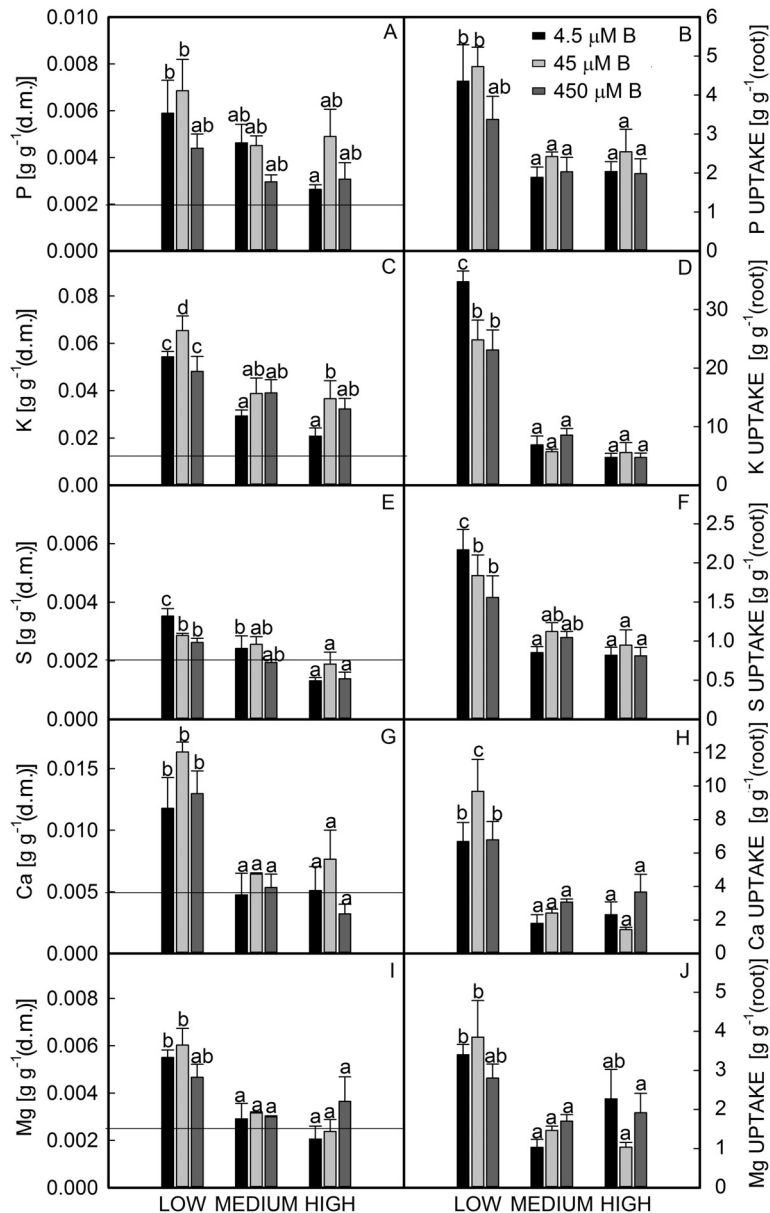 P [g g⁻¹(d.m.)]
0.010
0.008
0.006
0.004
0.002
0.000
A
b b ab
ab ab ab
a ab ab
B
4.5 µM B
45 µM B
450 µM B
b b ab
a a a
a a a
6
5
4
3
2
1
0
P UPTAKE [g g⁻¹(root)]
K [g g⁻¹(d.m.)]
0.08
0.06
0.04
0.02
0.00
C
c d c
a ab ab
a b ab
D
c b b
a a a
a a a
30
20
10
0
K UPTAKE [g g⁻¹(root)]
S [g g⁻¹(d.m.)]
0.006
0.004
0.002
0.000
E
c b b
b ab ab
a a a
F
c b b
a ab ab
a a a
2.5
2.0
1.5
1.0
0.5
0
S UPTAKE [g g⁻¹(root)]
Ca [g g⁻¹(d.m.)]
0.015
0.010
0.005
0.000
G
b b b
a a a
a a a
H
b c b
a a a
a a a
12
10
8
6
4
2
0
Ca UPTAKE [g g⁻¹(root)]
Mg [g g⁻¹(d.m.)]
0.008
0.006
0.004
0.002
0.000
I
b b ab
a a a
a a a
J
b b ab
a a a
ab a a
5
4
3
2
1
0
Mg UPTAKE [g g⁻¹(root)]
LOW MEDIUM HIGH
LOW MEDIUM HIGH